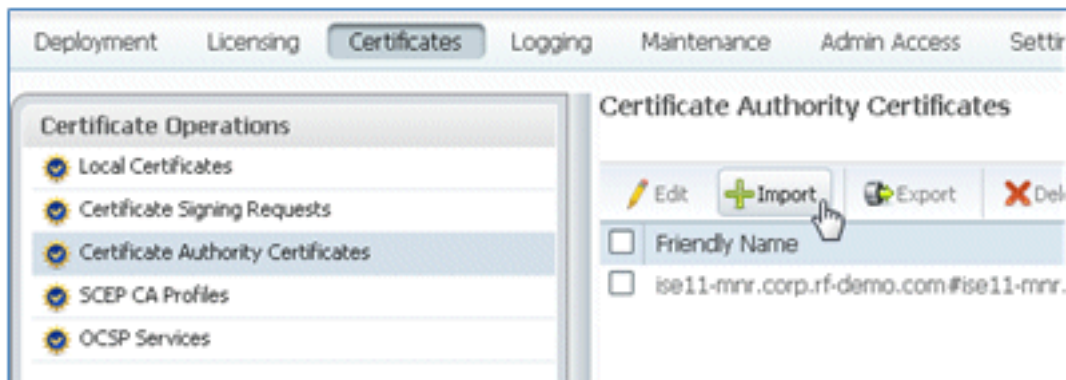 Deployment Licensing Certificates Logging Maintenance Admin Access
Certificate Operations
Local Certificates
Certificate Signing Requests
Certificate Authority Certificates
SCEP CA Profiles
OCSP Services
Certificate Authority Certificates
Edit Import Export
Friendly Name
ise11-mnr.corp.rf-demo.com#ise11-mnr.